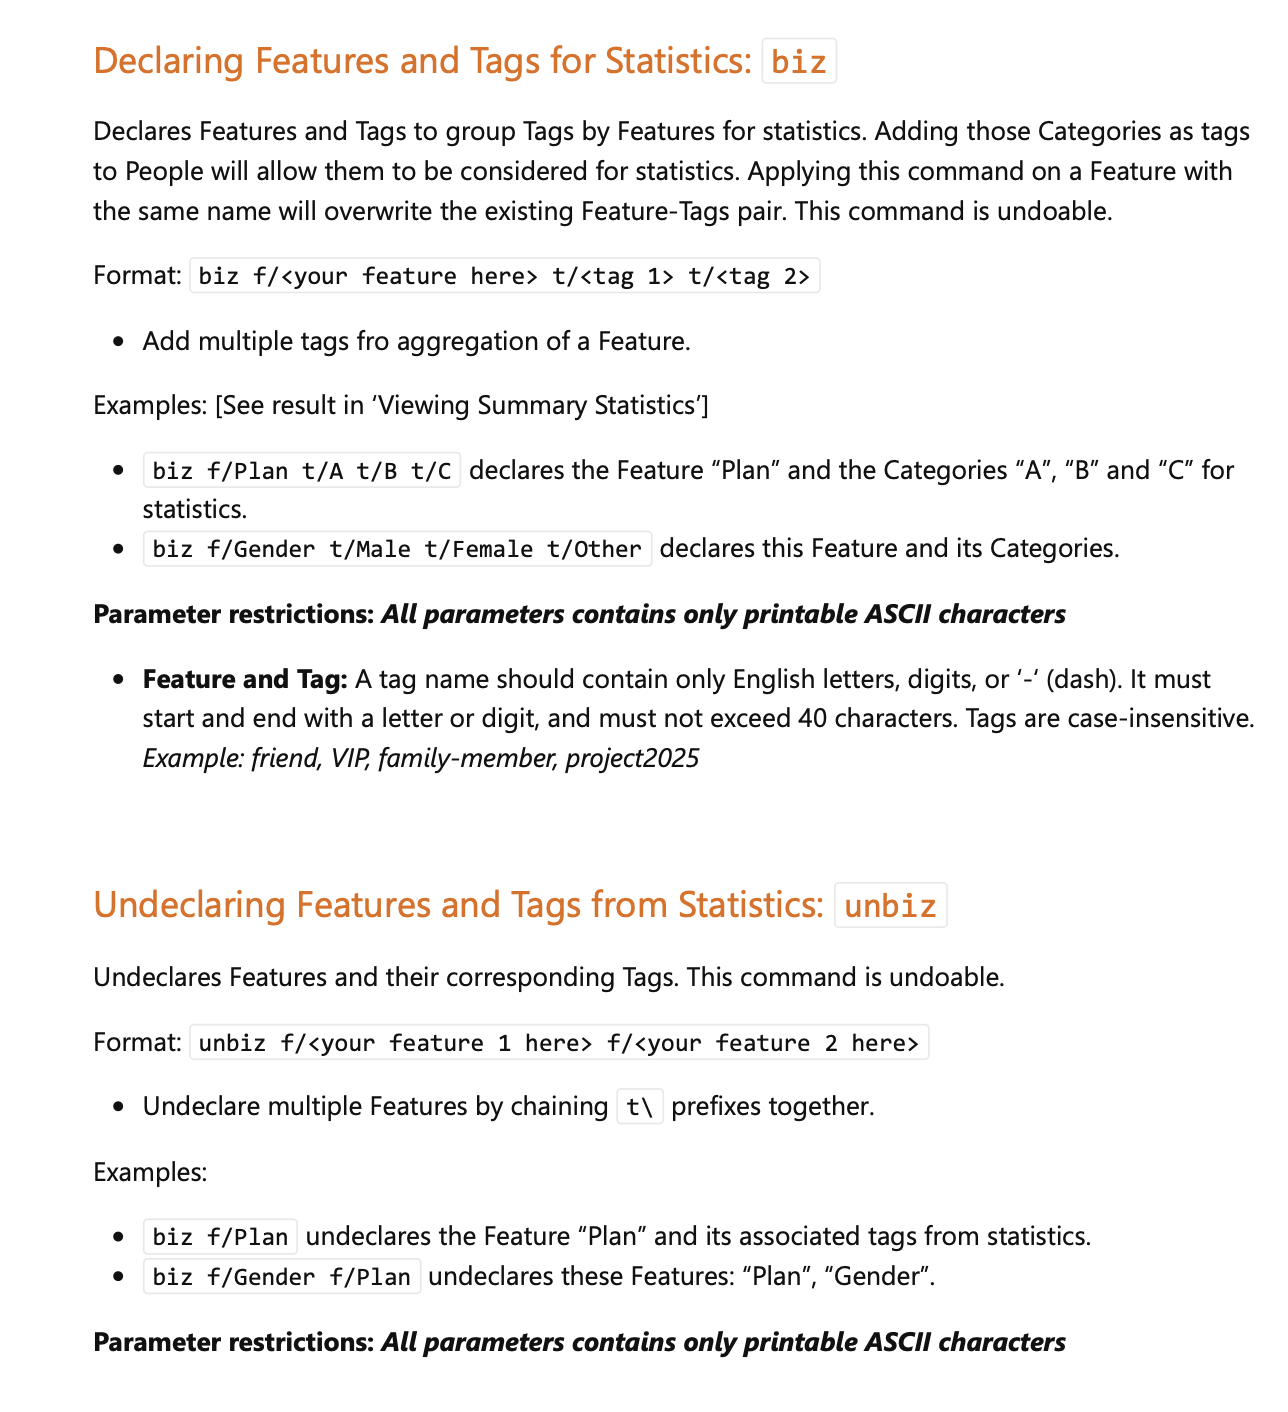 Declaring Features and Tags for Statistics: biz
Declares Features and Tags to group Tags by Features for statistics. Adding those Categories as tags
to People will allow them to be considered for statistics. Applying this command on a Feature with
the same name will overwrite the existing Feature-Tags pair. This command is undoable.
Format: biz f/<your feature here> t/<tag 1> t/<tag 2>
• Add multiple tags fro aggregation of a Feature.
Examples: [See result in ‘Viewing Summary Statistics’]
• biz f/Plan t/A t/B t/C declares the Feature “Plan” and the Categories “A”, “B” and “C” for
statistics.
• biz f/Gender t/Male t/Female t/Other declares this Feature and its Categories.
Parameter restrictions: All parameters contains only printable ASCII characters
• Feature and Tag: A tag name should contain only English letters, digits, or ‘-‘ (dash). It must
start and end with a letter or digit, and must not exceed 40 characters. Tags are case-insensitive.
Example: friend, VIP, family-member, project2025
Undeclaring Features and Tags from Statistics: unbiz
Undeclares Features and their corresponding Tags. This command is undoable.
Format: unbiz f/<your feature 1 here> f/<your feature 2 here>
• Undeclare multiple Features by chaining t\ prefixes together.
Examples:
• biz f/Plan undeclares the Feature “Plan” and its associated tags from statistics.
• biz f/Gender f/Plan undeclares these Features: “Plan”, “Gender”.
Parameter restrictions: All parameters contains only printable ASCII characters